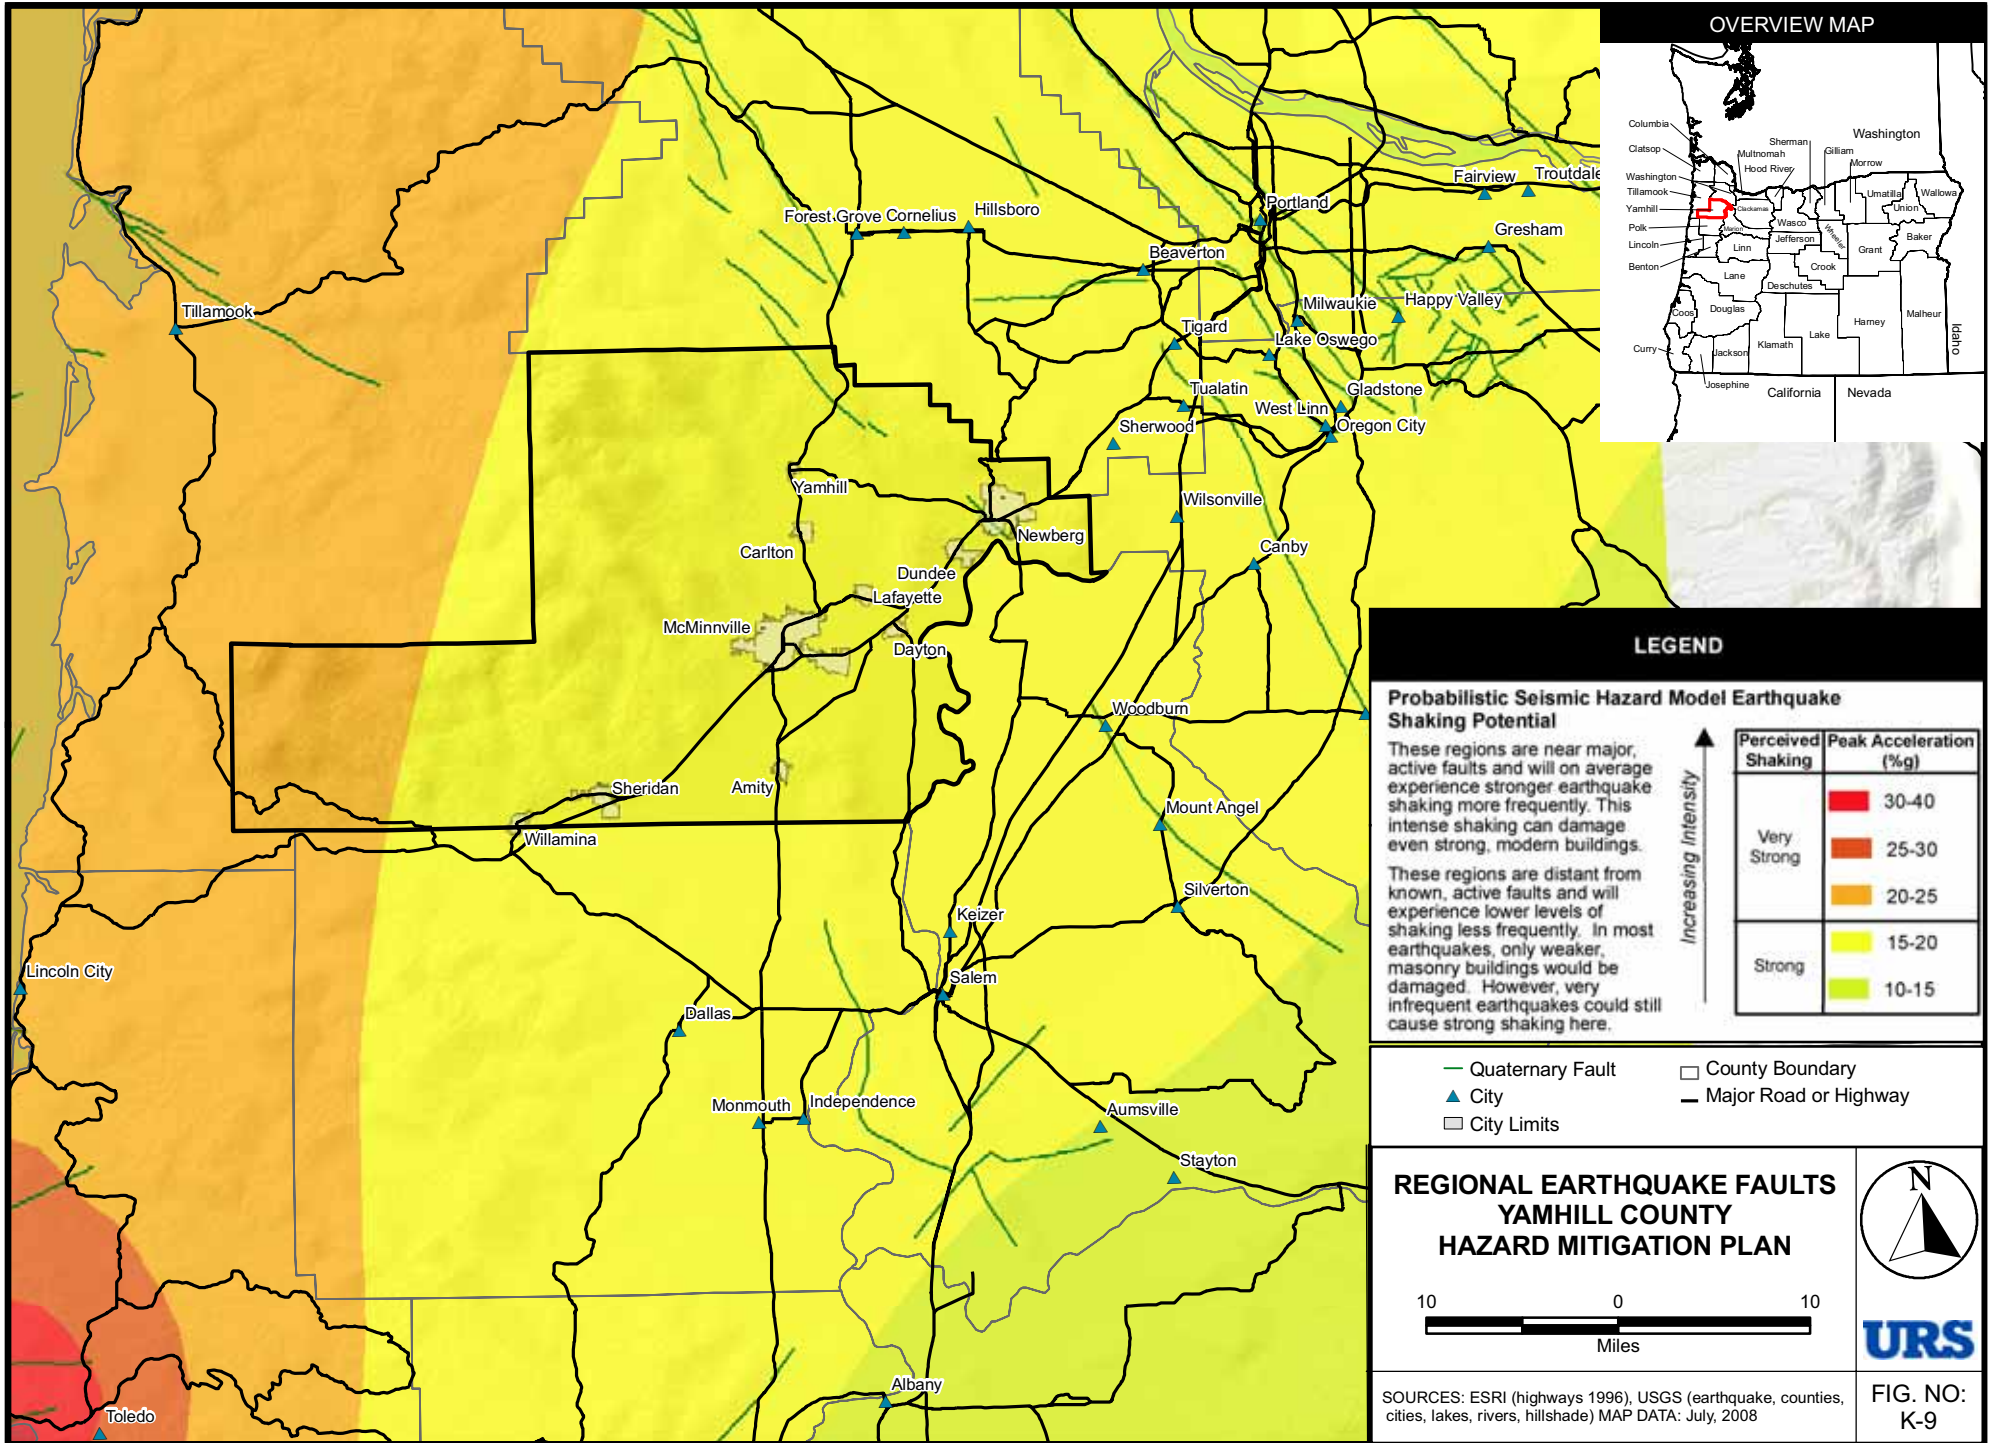 OVERVIEW MAP
Columbia
Clatsop
Washington
Tillamook
Yamhill
Polk
Lincoln
Benton
Multnomah
Hood River
Sherman
Gilliam
Morrow
Washington
Umatilla
Wallowa
Union
Clackamas
Wasco
Marion
Wheeler
Jefferson
Linn
Grant
Baker
Crook
Lane
Deschutes
Coos
Douglas
Harney
Malheur
Lake
Klamath
Curry
Jackson
Josephine
Idaho
California
Nevada
Fairview
Troutdale
Portland
Forest Grove
Cornelius
Hillsboro
Gresham
Beaverton
Tillamook
Milwaukie
Happy Valley
Tigard
Lake Oswego
Tualatin
Gladstone
West Linn
Sherwood
Oregon City
Yamhill
Wilsonville
Newberg
Carlton
Canby
Dundee
Lafayette
McMinnville
Dayton
Woodburn
Sheridan
Amity
Mount Angel
Willamina
Silverton
Keizer
Lincoln City
Salem
Dallas
Monmouth
Independence
Aumsville
Stayton
Albany
Toledo
LEGEND
Probabilistic Seismic Hazard Model Earthquake
Shaking Potential
These regions are near major,
active faults and will on average
experience stronger earthquake
shaking more frequently. This
intense shaking can damage
even strong, modern buildings.
These regions are distant from
known, active faults and will
experience lower levels of
shaking less frequently. In most
earthquakes, only weaker,
masonry buildings would be
damaged. However, very
infrequent earthquakes could still
cause strong shaking here.
Increasing Intensity
Perceived
Shaking
Peak Acceleration
(%g)
Very
Strong
30-40
25-30
20-25
Strong
15-20
10-15
Quaternary Fault
City
City Limits
County Boundary
Major Road or Highway
REGIONAL EARTHQUAKE FAULTS
YAMHILL COUNTY
HAZARD MITIGATION PLAN
N
10 0 10
Miles
URS
SOURCES: ESRI (highways 1996), USGS (earthquake, counties,
cities, lakes, rivers, hillshade) MAP DATA: July, 2008
FIG. NO:
K-9